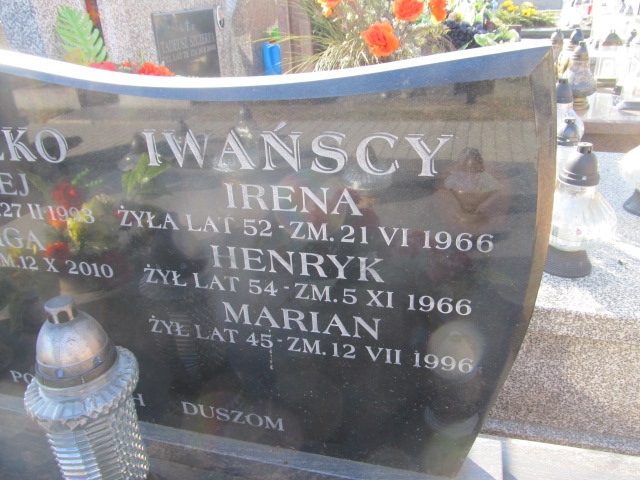 ZKO
EJ
27 II 1993
GA
M. 12 X 2010
IWAŃSCY
IRENA
ŻYŁA LAT 52 - ZM. 21 VI 1966
HENRYK
ŻYŁ LAT 54 - ZM. 5 XI 1966
MARIAN
ŻYŁ LAT 45 - ZM. 12 VII 1996
DUSZOM